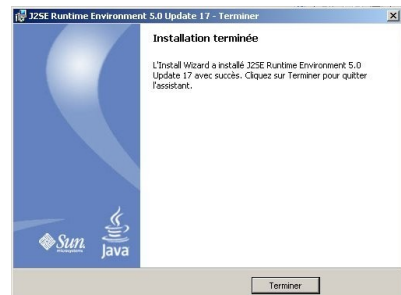 J2SE Runtime Environment 5.0 Update 17 - Terminer
Installation terminée
L'Install Wizard a installé J2SE Runtime Environment 5.0
Update 17 avec succès. Cliquez sur Terminer pour quitter
l'assistant.
Sun
Java
Terminer